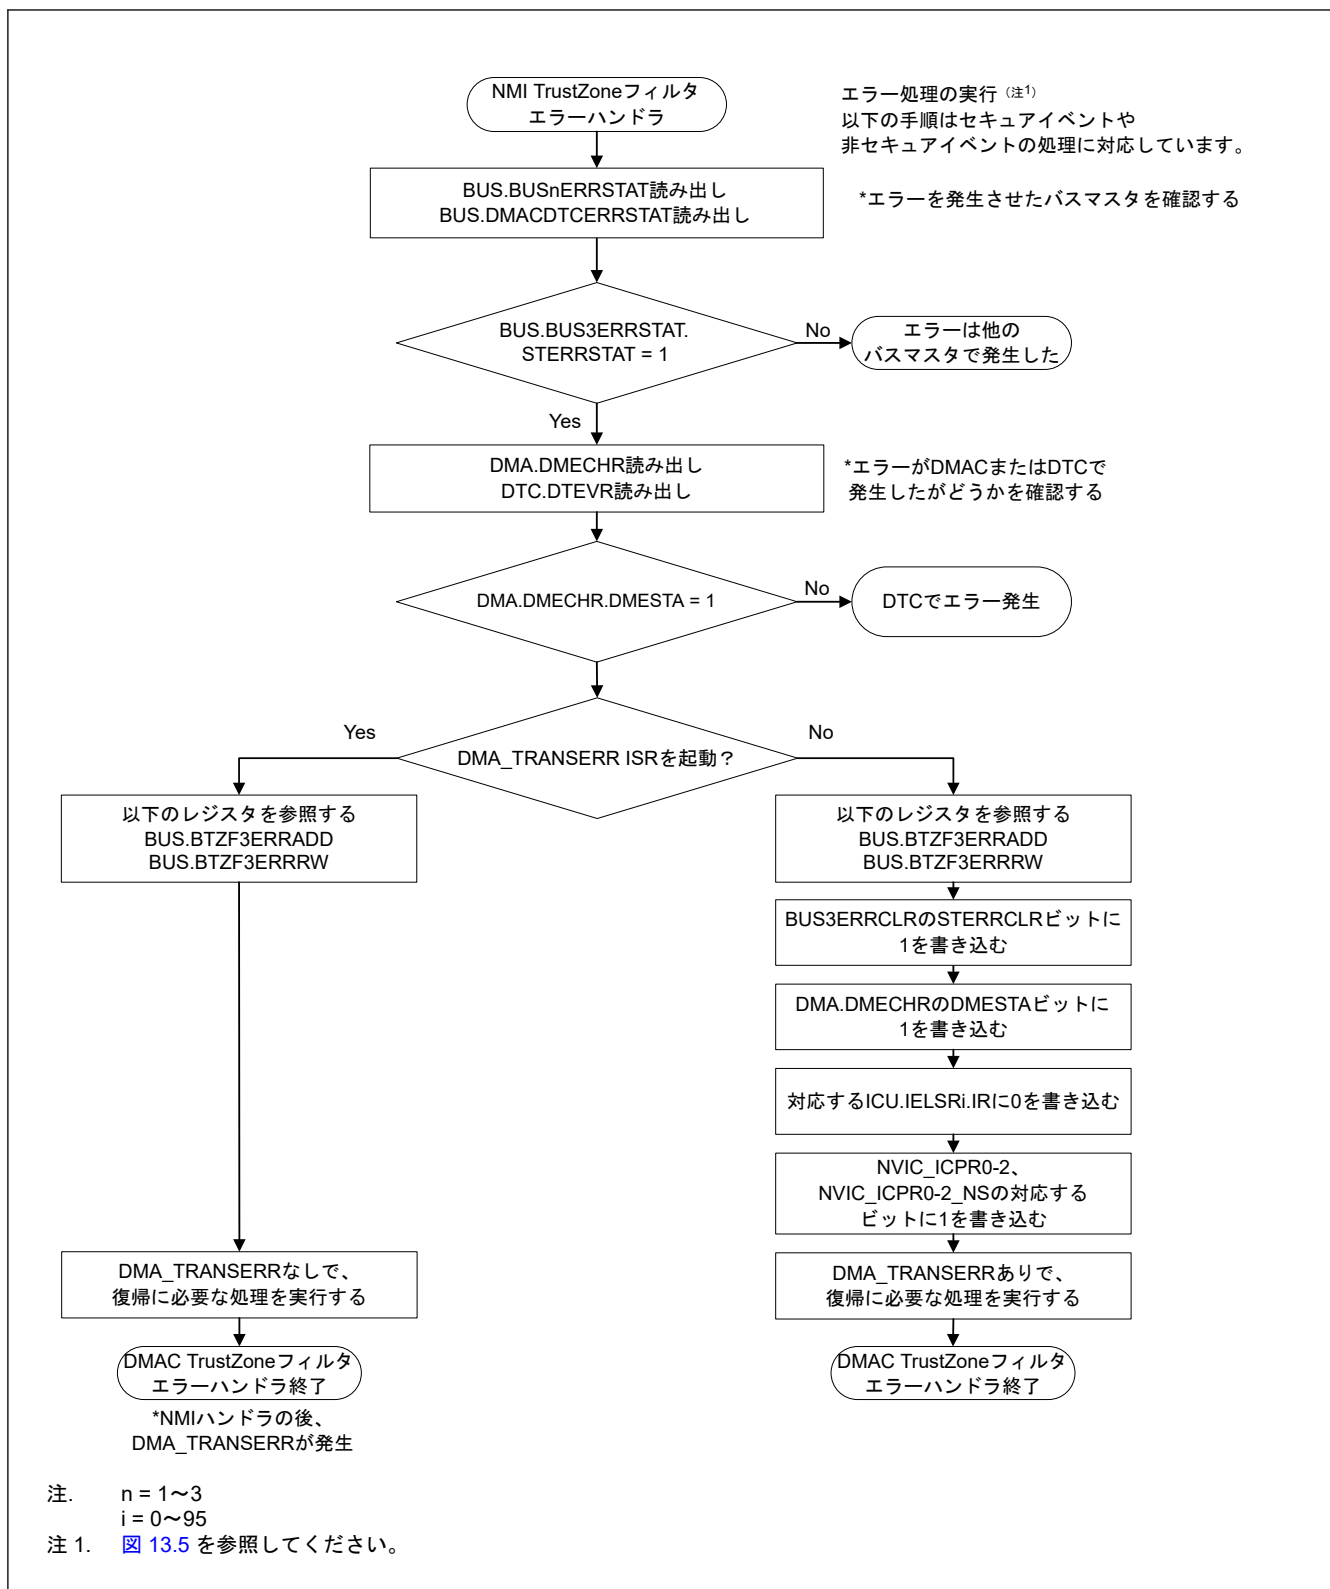 NMI TrustZoneフィルタ
エラーハンドラ
エラー処理の実行（注1）
以下の手順はセキュアイベントや
非セキュアイベントの処理に対応しています。
BUS.BUSnERRSTAT読み出し
BUS.DMACDTCERRSTAT読み出し
*エラーを発生させたバスマスタを確認する
BUS.BUS3ERRSTAT.
STERRSTAT = 1
No
エラーは他の
バスマスタで発生した
Yes
DMA.DMECHR読み出し
DTC.DTEVR読み出し
*エラーがDMACまたはDTCで
発生したがどうかを確認する
DMA.DMECHR.DMESTA = 1
No
DTCでエラー発生
Yes
DMA_TRANSERR ISRを起動？
No
以下のレジスタを参照する
BUS.BTZF3ERRADD
BUS.BTZF3ERRRW
以下のレジスタを参照する
BUS.BTZF3ERRADD
BUS.BTZF3ERRRW
BUS3ERRCLRのSTERRCLRビットに
1を書き込む
DMA.DMECHRのDMESTAビットに
1を書き込む
対応するICU.IELSRi.IRに0を書き込む
NVIC_ICPR0-2、
NVIC_ICPR0-2_NSの対応する
ビットに1を書き込む
DMA_TRANSERRなしで、
復帰に必要な処理を実行する
DMA_TRANSERRありで、
復帰に必要な処理を実行する
DMAC TrustZoneフィルタ
エラーハンドラ終了
DMAC TrustZoneフィルタ
エラーハンドラ終了
*NMIハンドラの後、
DMA_TRANSERRが発生
注. n = 1～3
i = 0～95
注 1. 図 13.5 を参照してください。